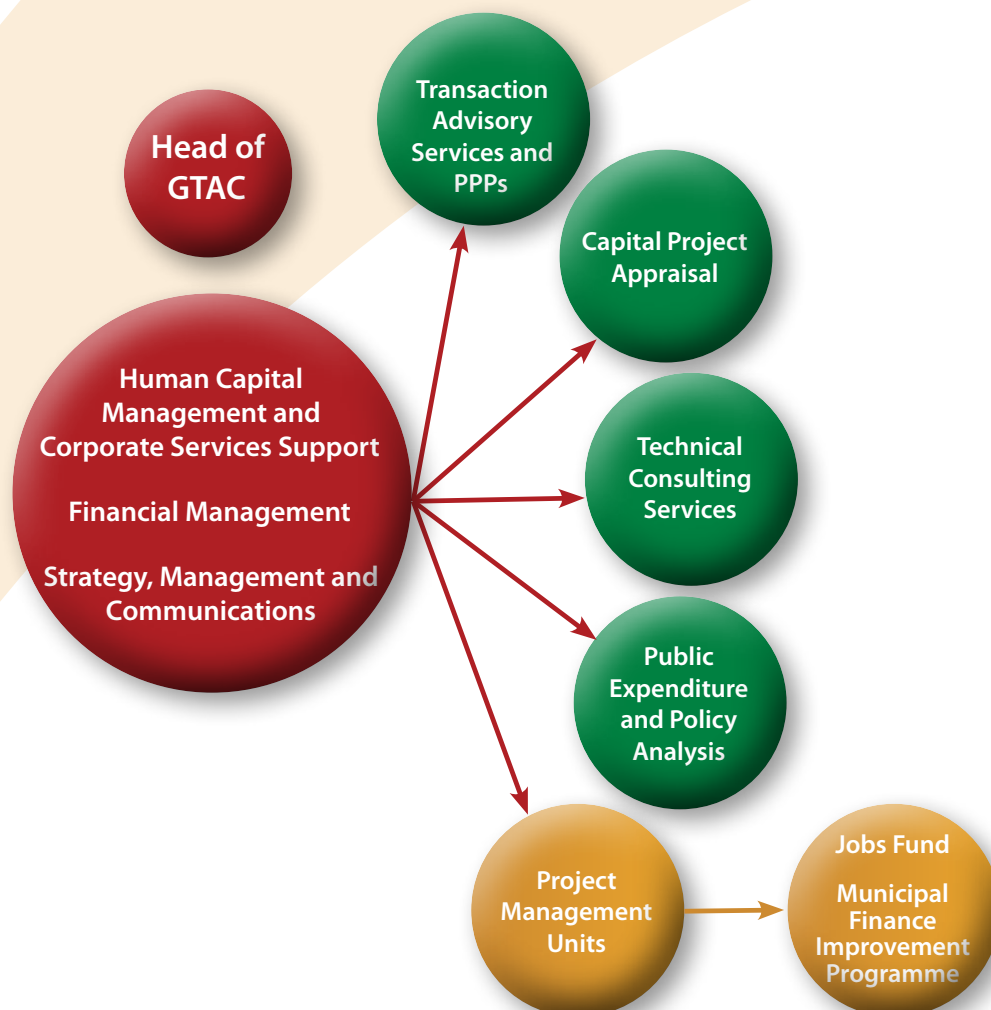 Head of
GTAC
Human Capital
Management and
Corporate Services Support
Financial Management
Strategy, Management and
Communications
Transaction
Advisory
Services and
PPPs
Capital Project
Appraisal
Technical
Consulting
Services
Public
Expenditure
and Policy
Analysis
Project
Management
Units
Jobs Fund
Municipal
Finance
Improvement
Programme